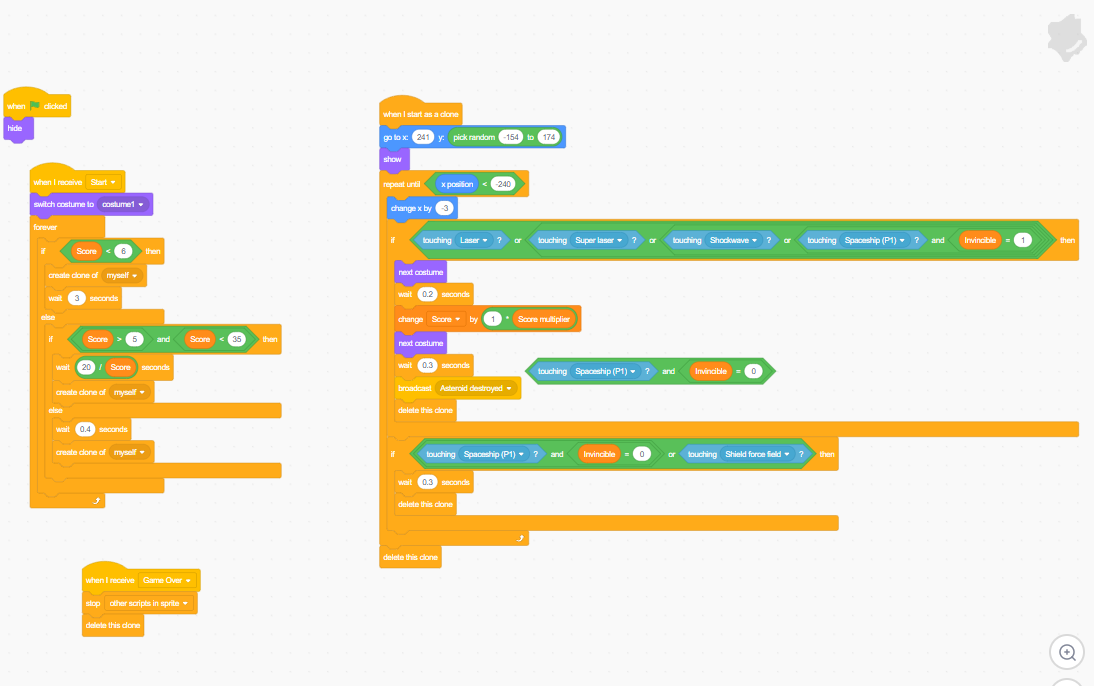 when clicked
hide
when I receive Start
switch costume to costume1
forever
if Score < 6 then
create clone of myself
wait 3 seconds
else
if Score > 5 and Score < 35 then
wait 20 / Score seconds
create clone of myself
else
wait 0.4 seconds
create clone of myself
when I receive Game Over
stop other scripts in sprite
delete this clone
when I start as a clone
go to x: 241 y: pick random -154 to 174
show
repeat until x position < -240
change x by -3
if touching Laser ? or touching Super laser ? or touching Shockwave ? or touching Spaceship (P1) ? and Invincible = 1 then
next costume
wait 0.2 seconds
change Score by 1 * Score multiplier
next costume
wait 0.3 seconds
broadcast Asteroid destroyed
delete this clone
touching Spaceship (P1) ? and Invincible = 0
if touching Spaceship (P1) ? and Invincible = 0 or touching Shield force field ? then
wait 0.3 seconds
delete this clone
delete this clone